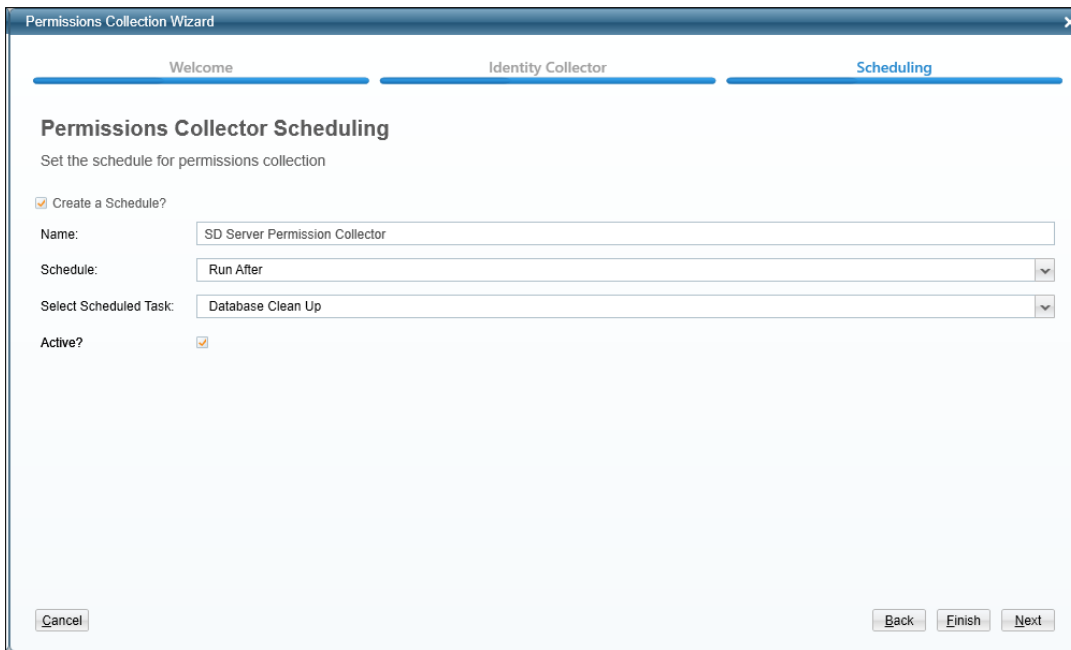 Permissions Collection Wizard
Welcome Identity Collector Scheduling
Permissions Collector Scheduling
Set the schedule for permissions collection
Create a Schedule?
Name: SD Server Permission Collector
Schedule: Run After
Select Scheduled Task: Database Clean Up
Active?
Cancel Back Finish Next